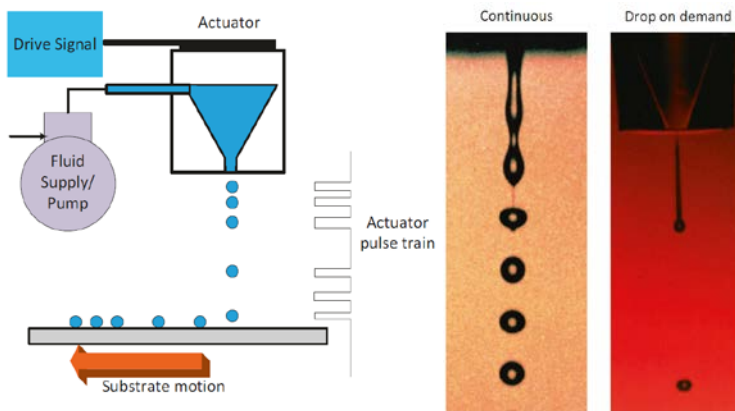 Actuator
Drive Signal
Fluid
Supply/
Pump
Actuator
pulse train
Substrate motion
Continuous
Drop on demand